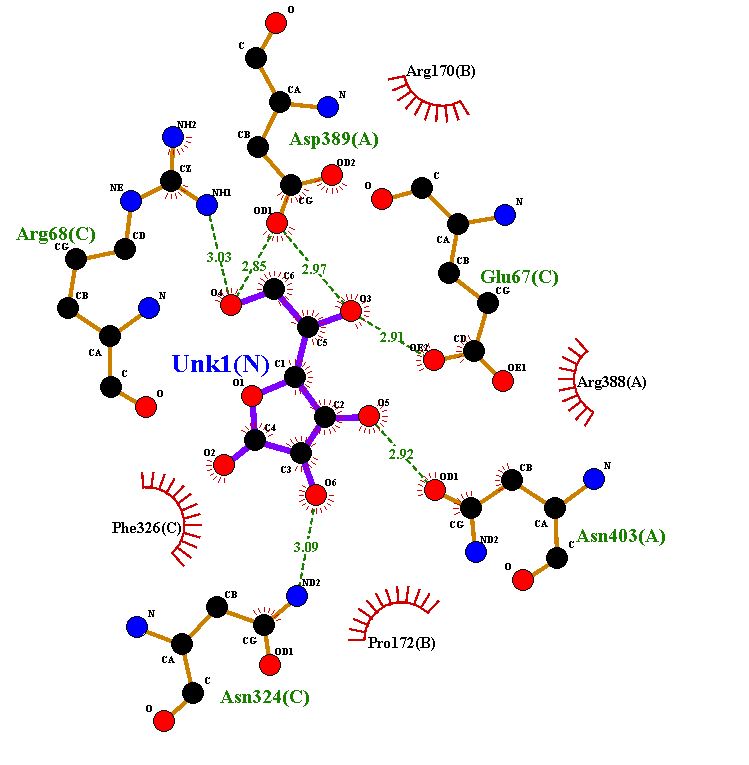 O
C
CA
N
Arg170(B)
NH2
Asp389(A)
CB
CZ
OD2
NE
NH1
CG
O
C
N
OD1
Arg68(C)
CA
CG
CD
3.03
2.85
2.97
C6
CB
Glu67(C)
O4
O3
CG
CB
N
C5
2.91
CA
OE2
CD
Unk1(N)
C1
OE1
C
O1
Arg388(A)
O
C2
O5
C4
O2
C3
2.92
CB
N
OD1
O6
CA
CG
Phe326(C)
ND2
Asn403(A)
C
3.09
O
ND2
CB
N
Pro172(B)
CG
CA
OD1
C
Asn324(C)
O